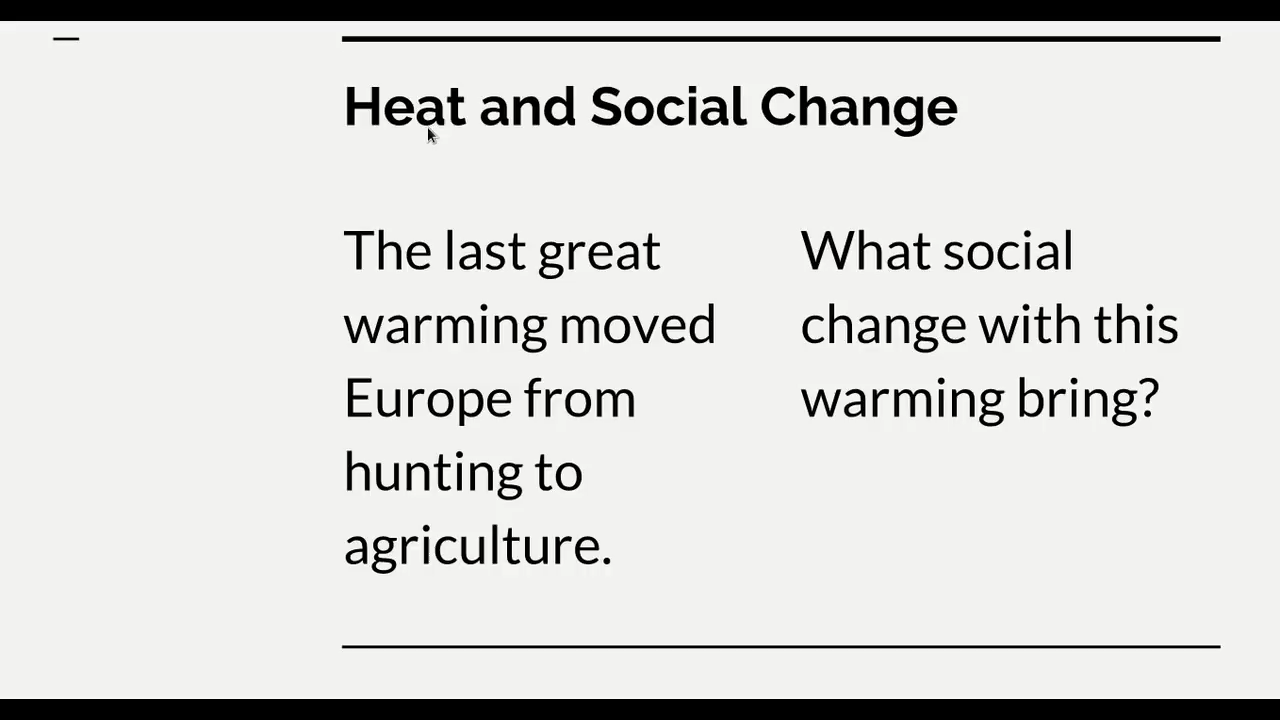 Heat and Social Change
The last great
warming moved
Europe from
hunting to
agriculture.
What social
change with this
warming bring?